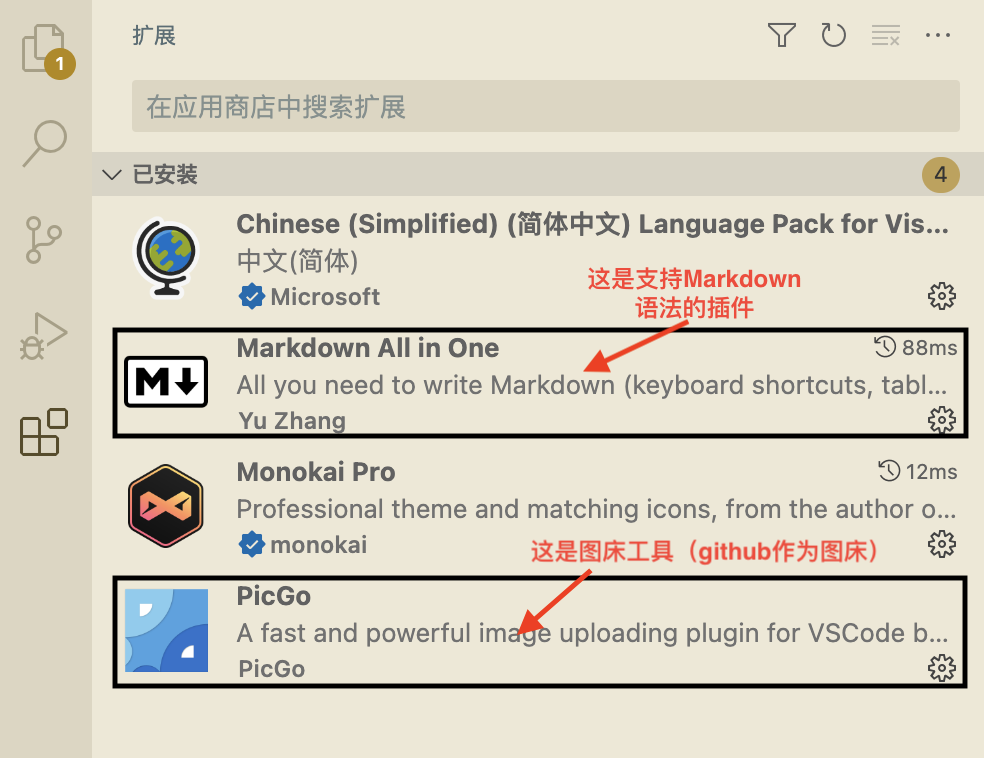 扩展
1
在应用商店中搜索扩展
已安装
4
Chinese (Simplified) (简体中文) Language Pack for Vis...
中文(简体)
Microsoft
这是支持Markdown
语法的插件
Markdown All in One
88ms
All you need to write Markdown (keyboard shortcuts, tabl...
Yu Zhang
Monokai Pro
12ms
Professional theme and matching icons, from the author o...
monokai
这是图床工具（github作为图床）
PicGo
A fast and powerful image uploading plugin for VSCode b...
PicGo